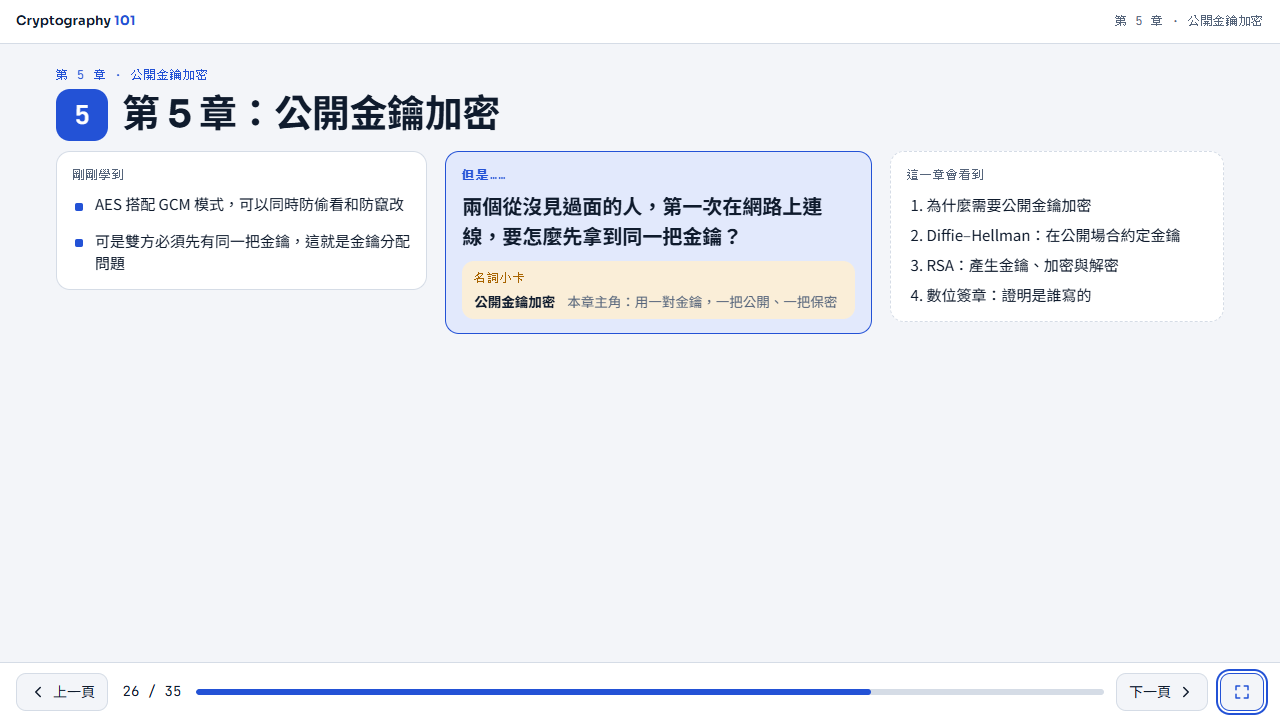 Cryptography 101
第 5 章 · 公開金鑰加密
第 5 章 · 公開金鑰加密
5
第 5 章：公開金鑰加密
剛剛學到
AES 搭配 GCM 模式，可以同時防偷看和防竄改
可是雙方必須先有同一把金鑰，這就是金鑰分配
問題
但是……
兩個從沒見過面的人，第一次在網路上連
線，要怎麼先拿到同一把金鑰？
名詞小卡
公開金鑰加密 本章主角：用一對金鑰，一把公開、一把保密
這一章會看到
1. 為什麼需要公開金鑰加密
2. Diffie–Hellman：在公開場合約定金鑰
3. RSA：產生金鑰、加密與解密
4. 數位簽章：證明是誰寫的
上一頁
26 / 35
下一頁